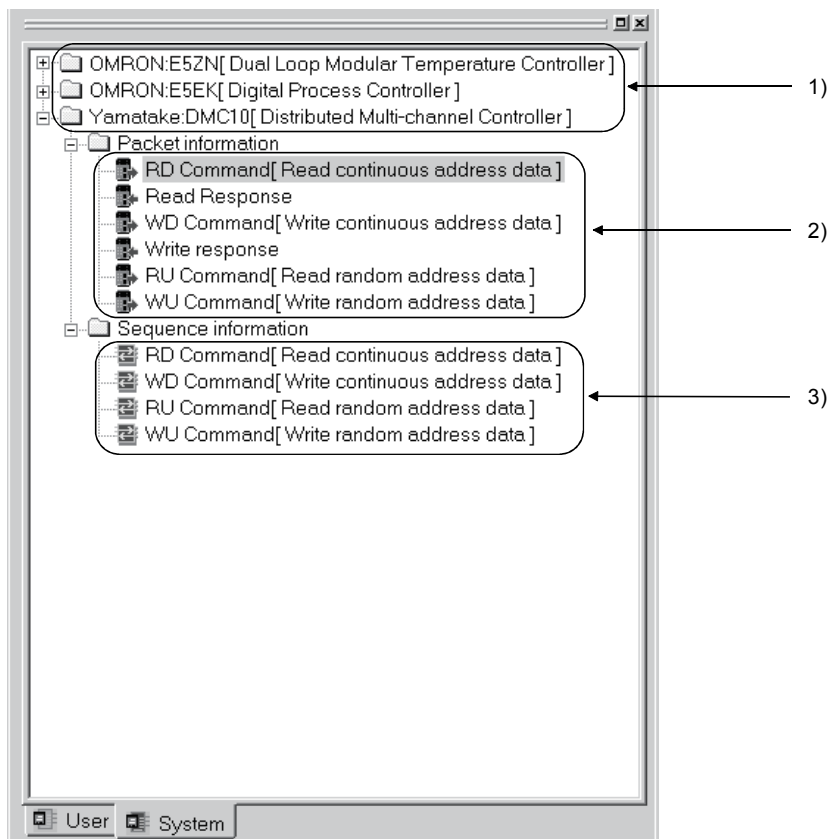 OMRON:E5ZN[ Dual Loop Modular Temperature Controller ]
OMRON:E5EK[ Digital Process Controller ]
Yamatake:DMC10[ Distributed Multi-channel Controller ]
Packet information
RD Command[ Read continuous address data ]
Read Response
WD Command[ Write continuous address data ]
Write response
RU Command[ Read random address data ]
WU Command[ Write random address data ]
Sequence information
RD Command[ Read continuous address data ]
WD Command[ Write continuous address data ]
RU Command[ Read random address data ]
WU Command[ Write random address data ]
User System
1)
2)
3)